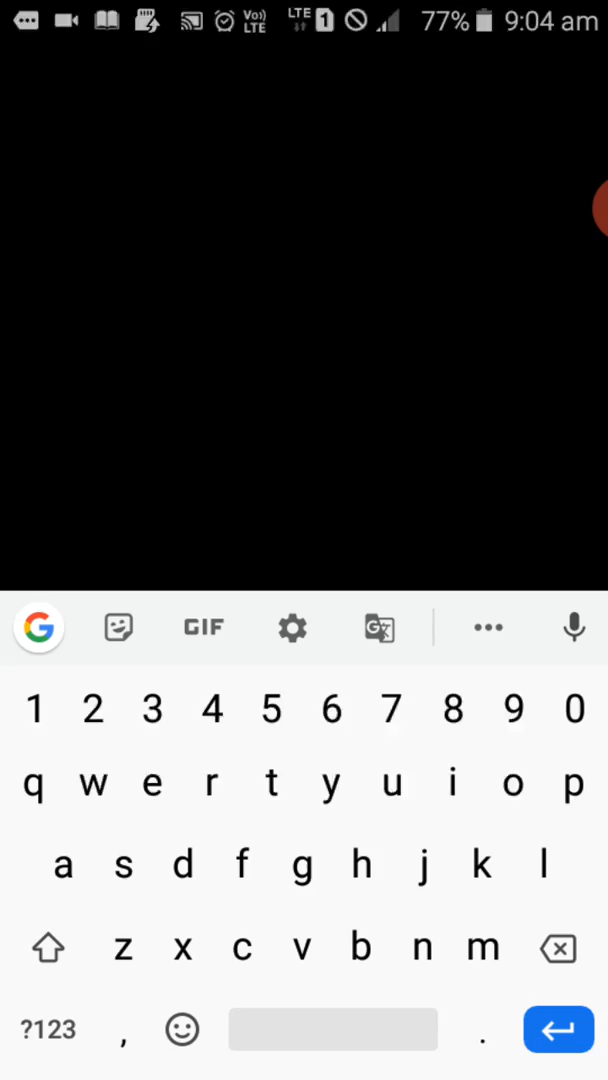 Vo)) LTE LTE 1 77% 9:04 am
G GIF G
1 2 3 4 5 6 7 8 9 0
q w e r t y u i o p
a s d f g h j k l
z x c v b n m
?123 , .